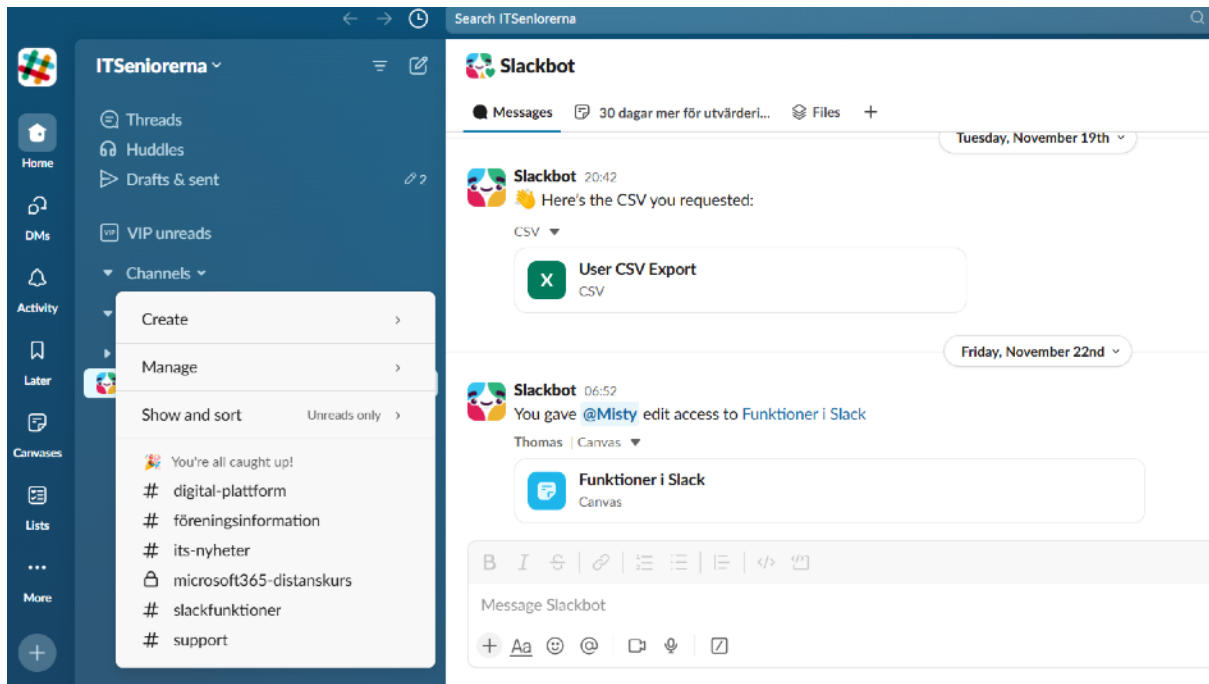 Search ITSeniorerna
ITSeniorerna
Threads
Huddles
Drafts & sent 2
VIP VIP unreads
Channels
Home
DMs
Activity
Later
Canvases
Lists
More
Create
Manage
Show and sort Unreads only
You're all caught up!
# digital-plattform
# föreningsinformation
# its-nyheter
microsoft365-distanskurs
# slackfunktioner
# support
Slackbot
Messages 30 dagar mer för utvärderi... Files +
Tuesday, November 19th
Slackbot 20:42
👋 Here's the CSV you requested:
CSV
X User CSV Export
CSV
Friday, November 22nd
Slackbot 06:52
You gave @Misty edit access to Funktioner i Slack
Thomas | Canvas
Funktioner i Slack
Canvas
B I S
Message Slackbot
+ Aa @